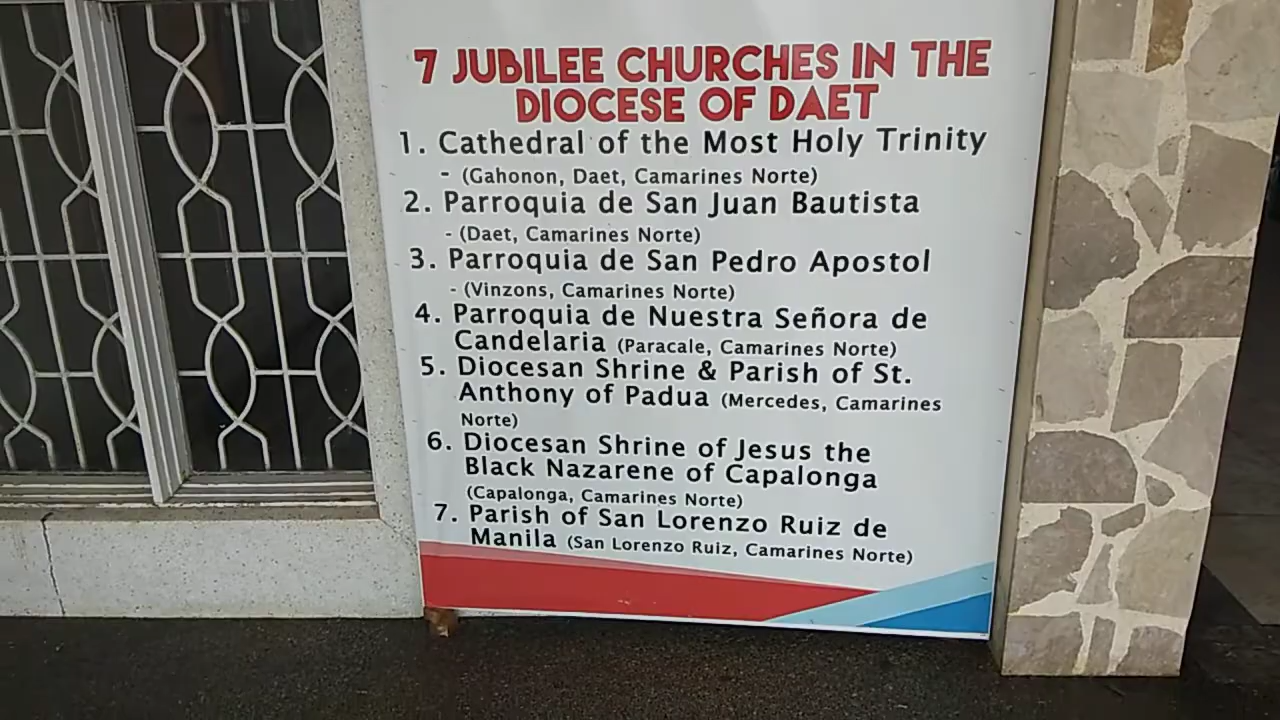 7 JUBILEE CHURCHES IN THE
DIOCESE OF DAET
1. Cathedral of the Most Holy Trinity
- (Gahonon, Daet, Camarines Norte)
2. Parroquia de San Juan Bautista
- (Daet, Camarines Norte)
3. Parroquia de San Pedro Apostol
- (Vinzons, Camarines Norte)
4. Parroquia de Nuestra Señora de
Candelaria (Paracale, Camarines Norte)
5. Diocesan Shrine & Parish of St.
Anthony of Padua (Mercedes, Camarines
Norte)
6. Diocesan Shrine of Jesus the
Black Nazarene of Capalonga
(Capalonga, Camarines Norte)
7. Parish of San Lorenzo Ruiz de
Manila (San Lorenzo Ruiz, Camarines Norte)